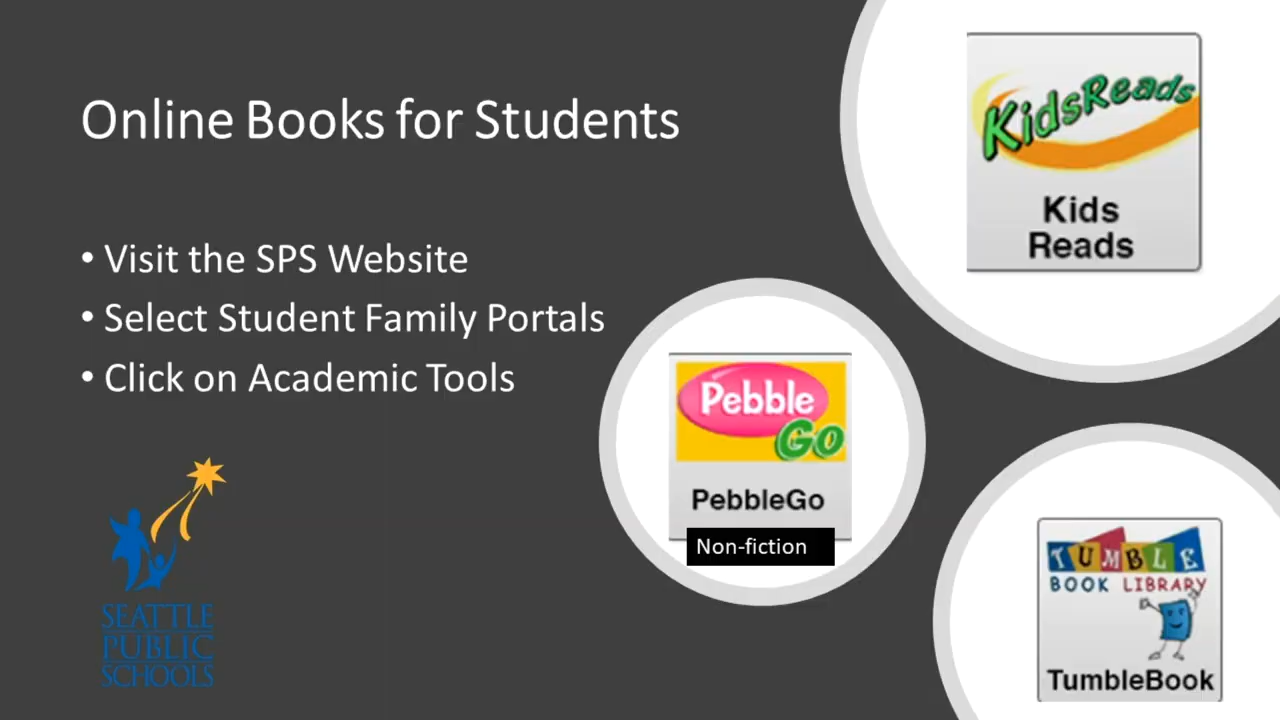 Online Books for Students
• Visit the SPS Website
• Select Student Family Portals
• Click on Academic Tools
SEATTLE
PUBLIC
SCHOOLS
KidsReads
Kids
Reads
Pebble
Go
PebbleGo
Non-fiction
TUMBLE
BOOK LIBRARY
TumbleBook